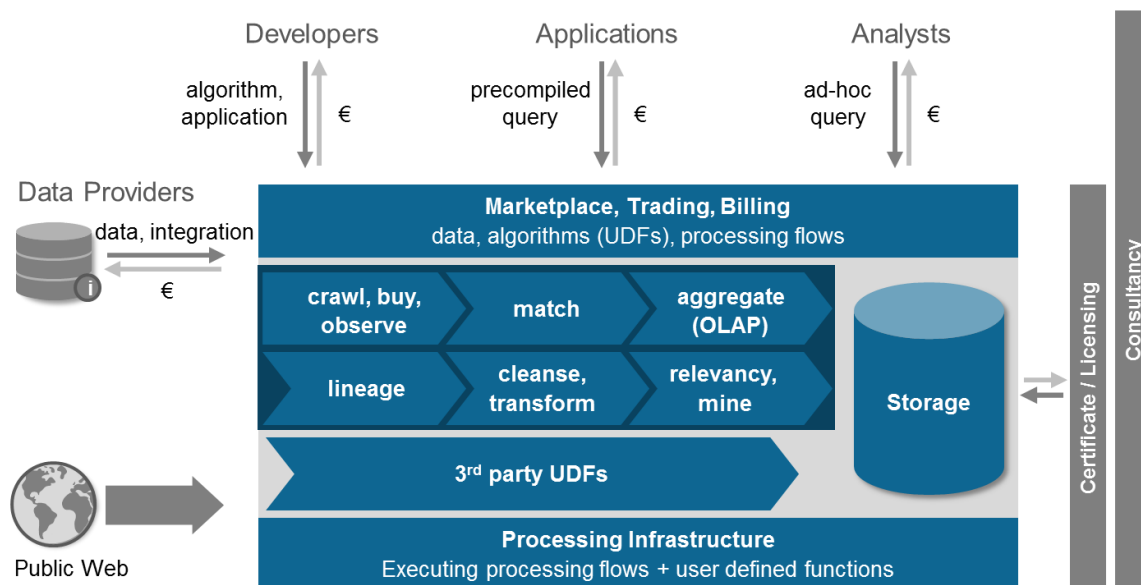 Developers
Applications
Analysts
algorithm,
application
€
precompiled
query
€
ad-hoc
query
€
Data Providers
data, integration
€
i
Marketplace, Trading, Billing
data, algorithms (UDFs), processing flows
crawl, buy,
observe
match
aggregate
(OLAP)
lineage
cleanse,
transform
relevancy,
mine
Storage
3rd party UDFs
Public Web
Processing Infrastructure
Executing processing flows + user defined functions
Certificate / Licensing
Consultancy